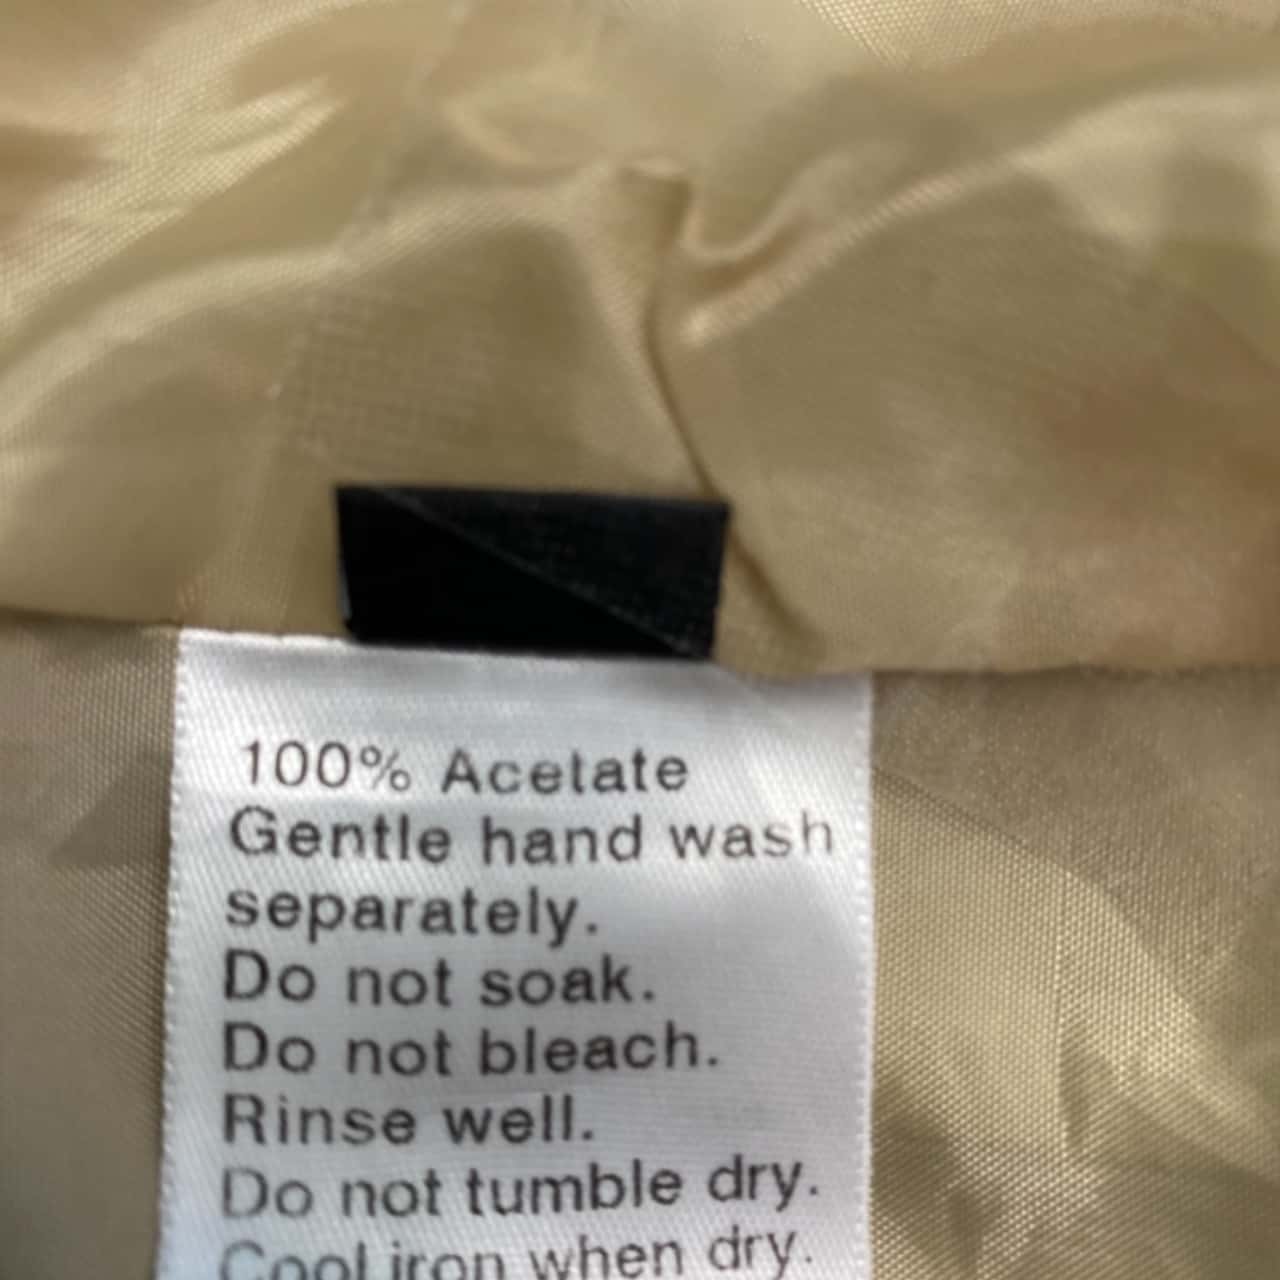 100% Acetate
Gentle hand wash
separately.
Do not soak.
Do not bleach.
Rinse well.
Do not tumble dry.
Cool iron when dry.